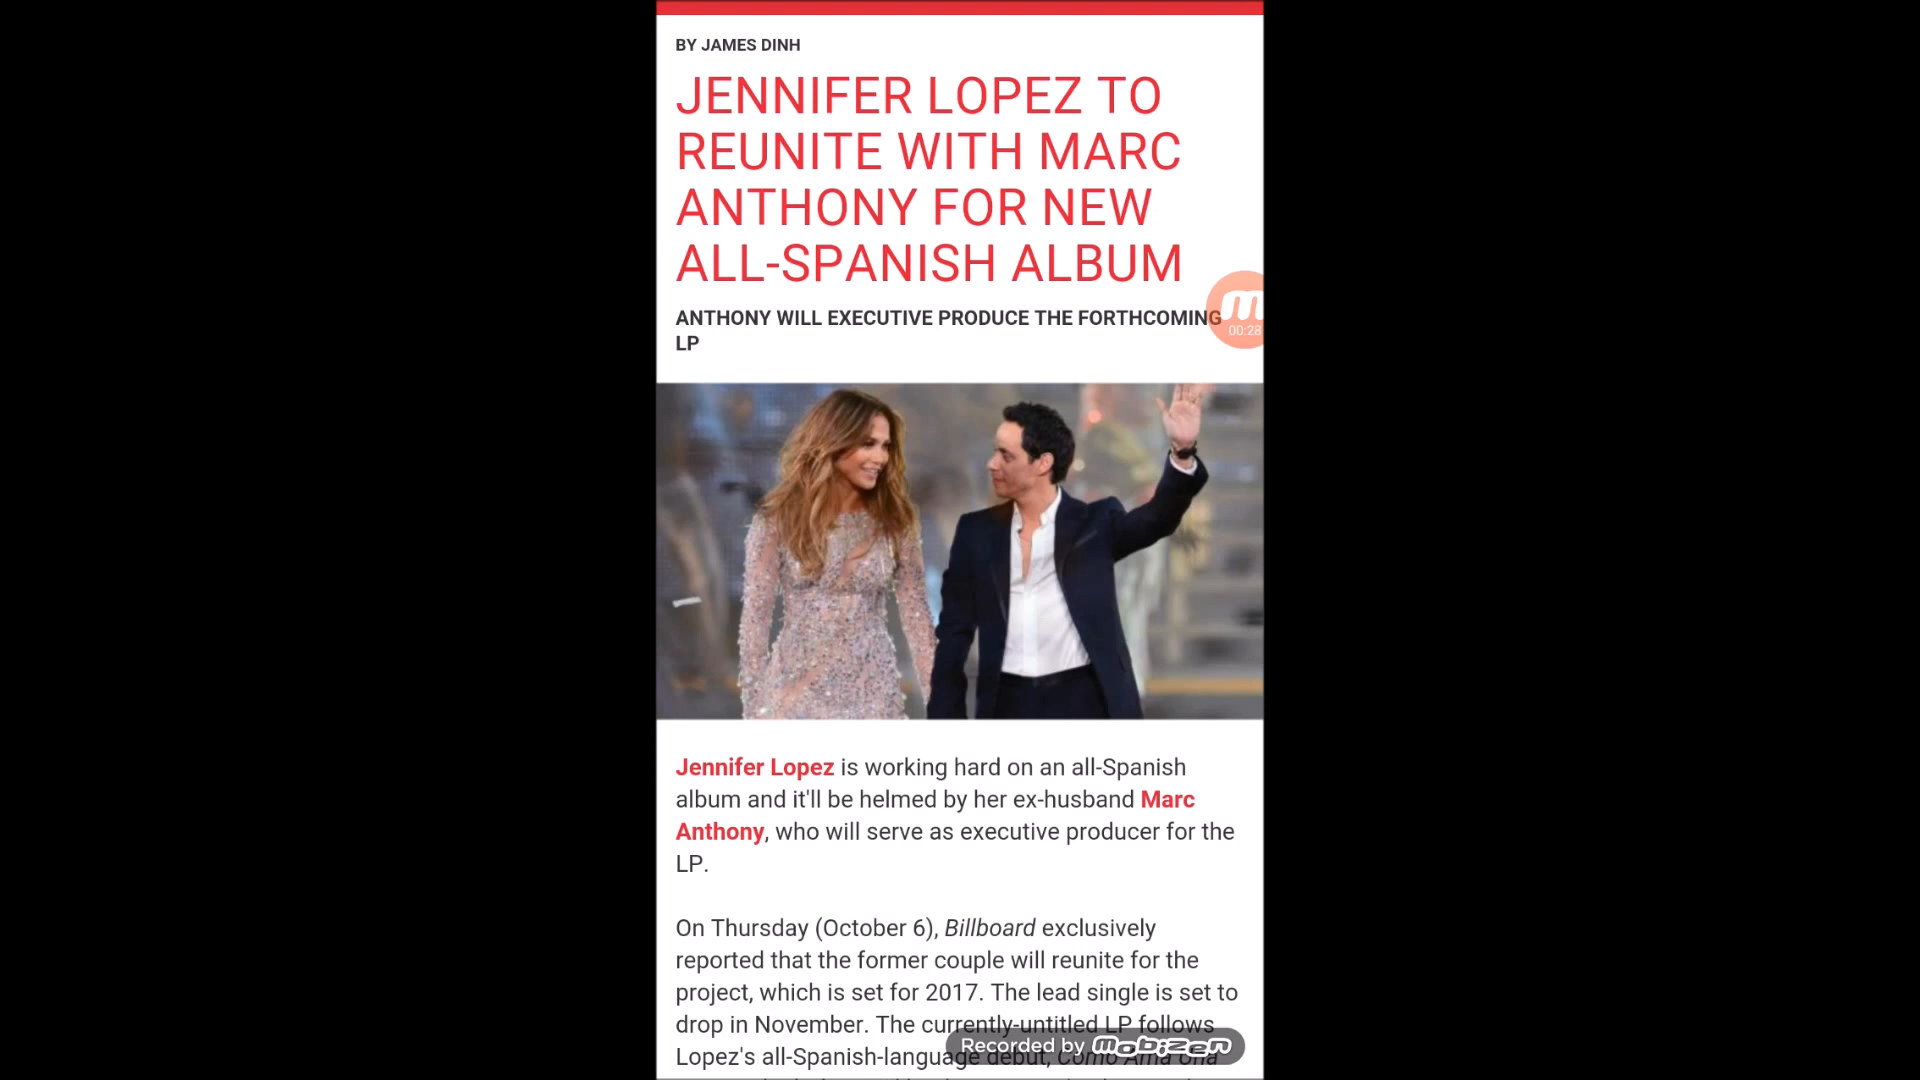 BY JAMES DINH
JENNIFER LOPEZ TO
REUNITE WITH MARC
ANTHONY FOR NEW
ALL-SPANISH ALBUM
ANTHONY WILL EXECUTIVE PRODUCE THE FORTHCOMING
LP
00:28
Jennifer Lopez is working hard on an all-Spanish
album and it'll be helmed by her ex-husband Marc
Anthony, who will serve as executive producer for the
LP.
On Thursday (October 6), Billboard exclusively
reported that the former couple will reunite for the
project, which is set for 2017. The lead single is set to
drop in November. The currently-untitled LP follows
Lopez's all-Spanish-language debut, Como Ama Una
Recorded by mobizen